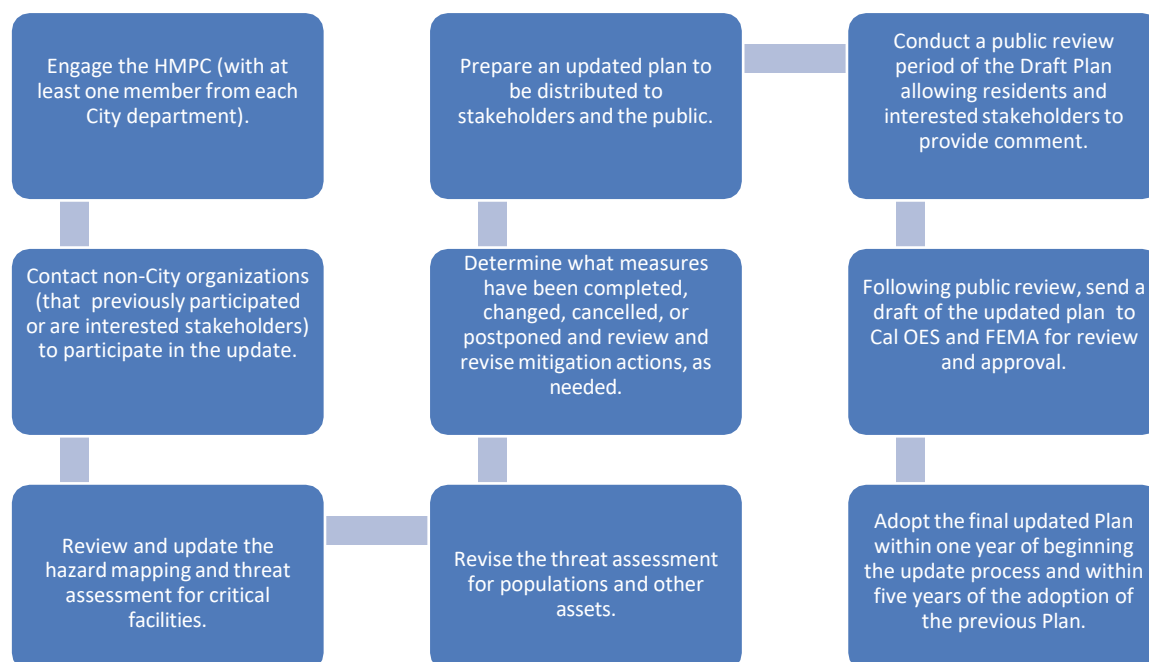 Engage the HMPC (with at
least one member from each
City department).
Contact non-City organizations
(that previously participated
or are interested stakeholders)
to participate in the update.
Review and update the
hazard mapping and threat
assessment for critical
facilities.
Revise the threat assessment
for populations and other
assets.
Determine what measures
have been completed,
changed, cancelled, or
postponed and review and
revise mitigation actions, as
needed.
Prepare an updated plan to
be distributed to
stakeholders and the public.
Conduct a public review
period of the Draft Plan
allowing residents and
interested stakeholders to
provide comment.
Following public review, send a
draft of the updated plan to
Cal OES and FEMA for review
and approval.
Adopt the final updated Plan
within one year of beginning
the update process and within
five years of the adoption of
the previous Plan.